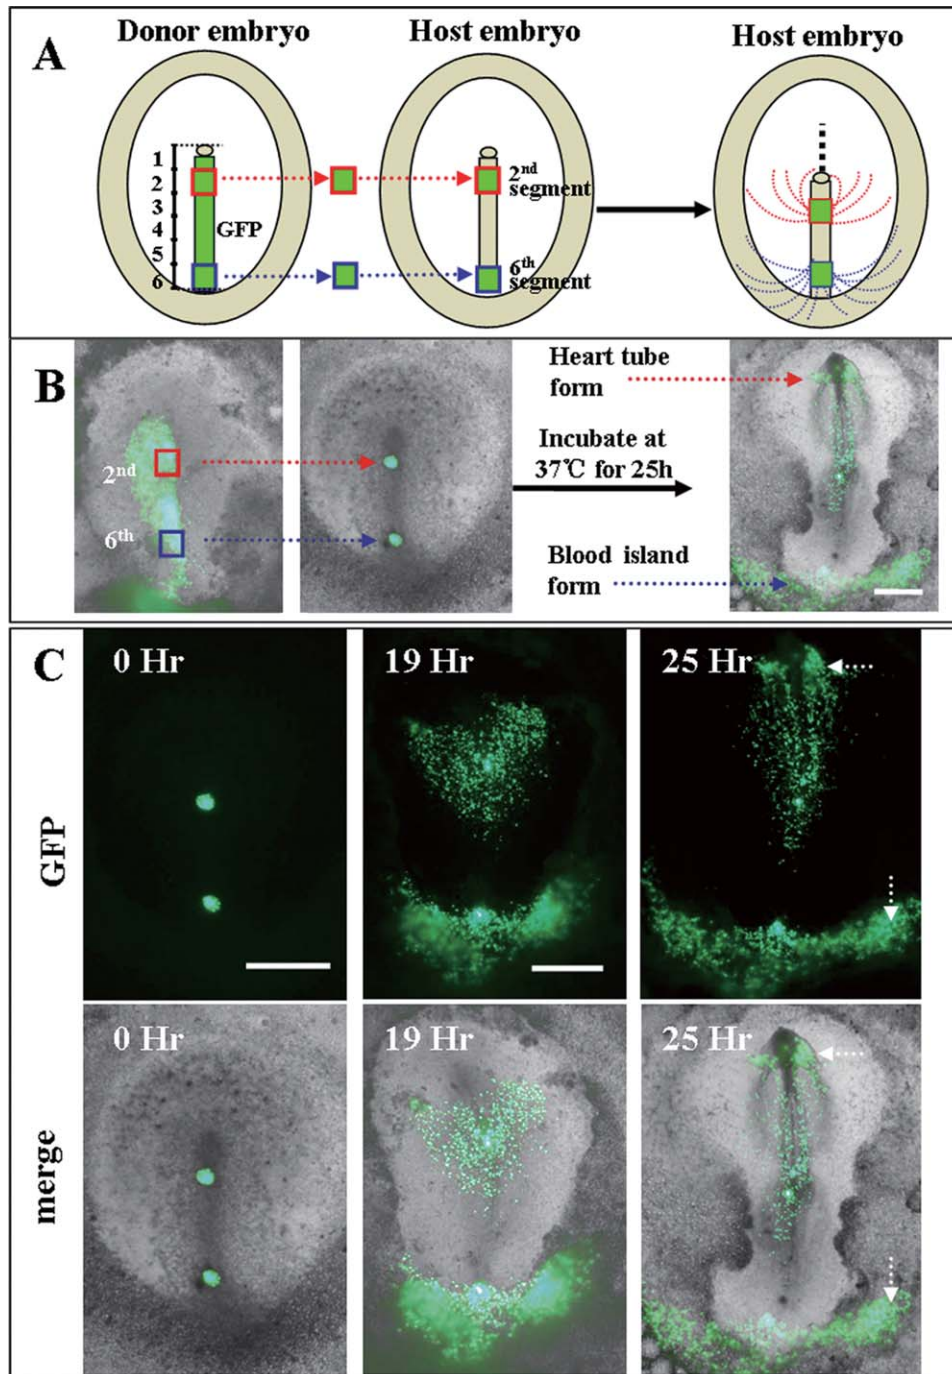 A
Donor embryo
Host embryo
Host embryo
1
2
3
4
5
6
GFP
2nd
segment
6th
segment
B
2nd
6th
Heart tube
form
Incubate at
37℃ for 25h
Blood island
form
C
0 Hr
19 Hr
25 Hr
GFP
0 Hr
19 Hr
25 Hr
merge